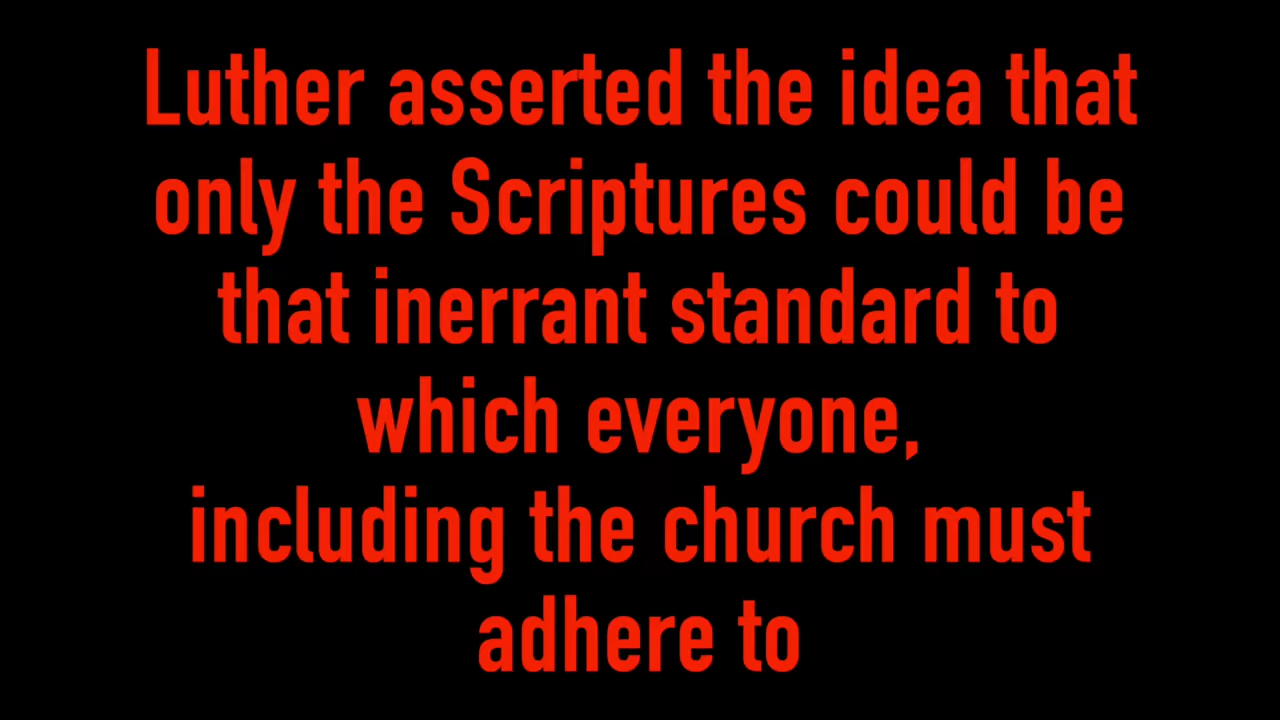 Luther asserted the idea that
only the Scriptures could be
that inerrant standard to
which everyone,
including the church must
adhere to